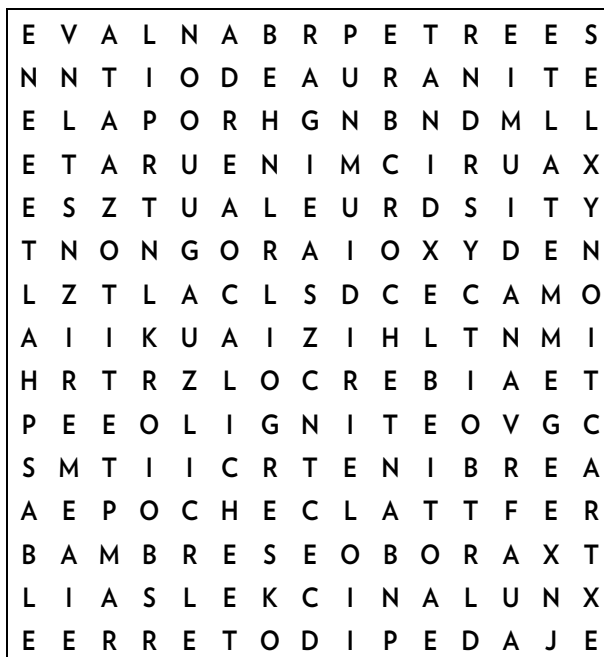 E V A L N A B R P E T R E E S
N N T I O D E A U R A N I T E
E L A P O R H G N B N D M L L
E T A R U E N I M C I R U A X
E S Z T U A L E U R D S I T Y
T N O N G O R A I O X Y D E N
L Z T L A C L S D C E C A M O
A I I K U A I Z I H L T N M I
H R T R Z L O C R E B I A E T
P E E O L I G N I T E O V G C
S M T I I C R T E N I B R E A
A E P O C H E C L A T T F E R
B A M B R E S E O B O R A X T
L I A S L E K C I N A L U N X
E E R R E T O D I P E D A J E